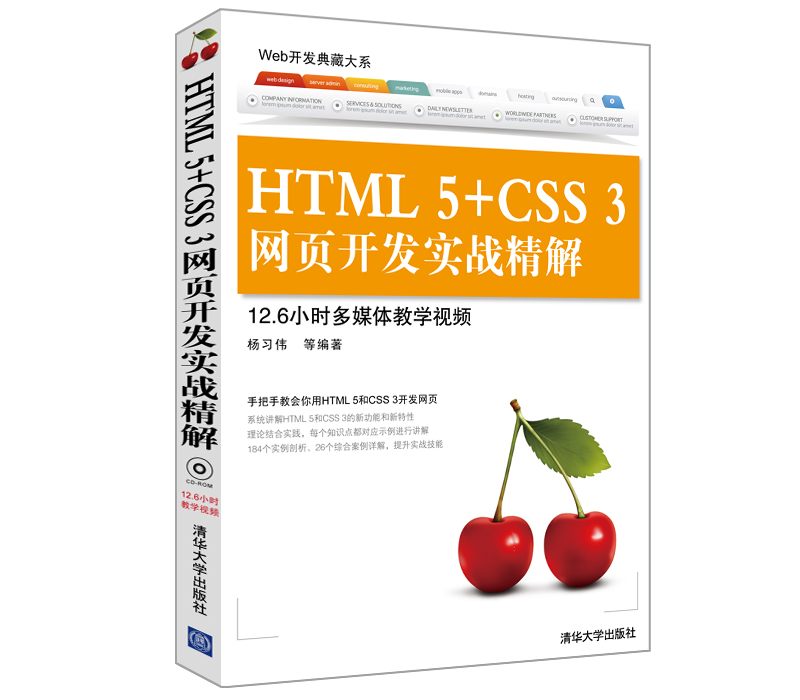 Web开发典藏大系
web design
server admin
consulting
marketing
mobile apps
domains
hosting
outsourcing
COMPANY INFORMATION
lorem ipsum dolor sit amet
SERVICES & SOLUTIONS
lorem ipsum dolor sit amet
DAILY NEWSLETTER
lorem ipsum dolor sit amet
WORLDWIDE PARTNERS
lorem ipsum dolor sit amet
CUSTOMER SUPPORT
lorem ipsum dolor sit amet
HTML 5+CSS 3
网页开发实战精解
12.6小时多媒体教学视频
杨习伟 等编著
手把手教会你用HTML 5和CSS 3开发网页
系统讲解HTML 5和CSS 3的新功能和新特性
理论结合实践，每个知识点都对应示例进行讲解
184个实例剖析、26个综合案例详解，提升实战技能
清华大学出版社
HTML 5+CSS 3 网页开发实战精解
CD-ROM
12.6小时
教学视频
清华大学出版社